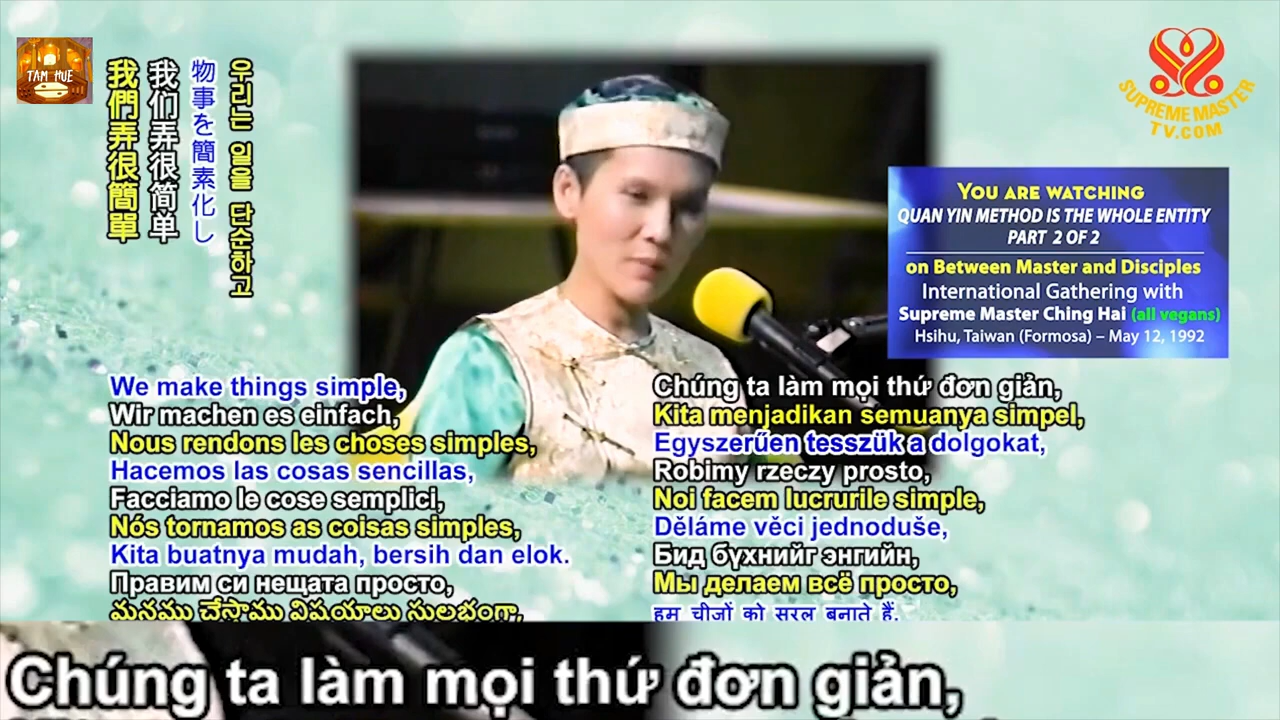 TAM HUE
我們弄很簡單
我们弄很简单
物事を簡素化し
우리는 일을 단순하고
SUPREME MASTER
TV.COM
YOU ARE WATCHING
QUAN YIN METHOD IS THE WHOLE ENTITY
PART 2 OF 2
on Between Master and Disciples
International Gathering with
Supreme Master Ching Hai (all vegans)
Hsihu, Taiwan (Formosa) – May 12, 1992
We make things simple,
Wir machen es einfach,
Nous rendons les choses simples,
Hacemos las cosas sencillas,
Facciamo le cose semplici,
Nós tornamos as coisas simples,
Kita buatnya mudah, bersih dan elok.
Правим си нещата просто,
మనము చేస్తాము విషయాలు సులభంగా,
Chúng ta làm mọi thứ đơn giản,
Kita menjadikan semuanya simpel,
Egyszerűen tesszük a dolgokat,
Robimy rzeczy prosto,
Noi facem lucrurile simple,
Děláme věci jednoduše,
Бид бүхнийг энгийн,
Мы делаем всё просто,
हम चीज़ों को सरल बनाते हैं,
Chúng ta làm mọi thứ đơn giản,